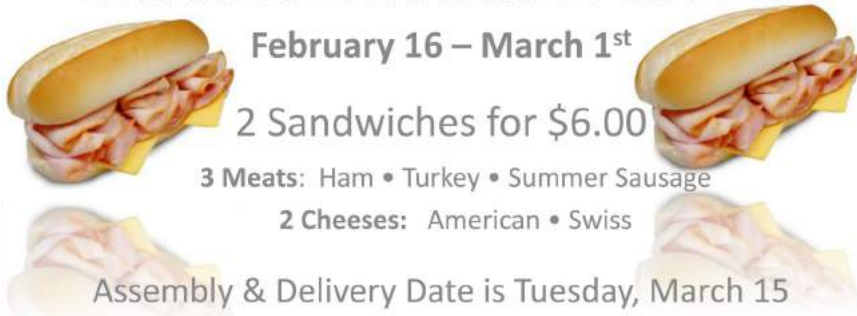 February 16 – March 1st
2 Sandwiches for $6.00
3 Meats: Ham • Turkey • Summer Sausage
2 Cheeses: American • Swiss
Assembly & Delivery Date is Tuesday, March 15